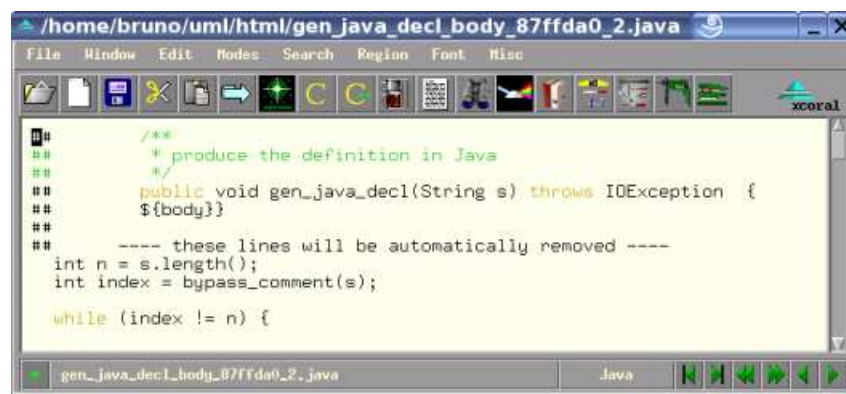 /home/bruno/uml/html/gen_java_decl_body_87ffda0_2.java
File Window Edit Modes Search Region Font Misc
C C xcoral
## /**
## * produce the definition in Java
## */
## public void gen_java_decl(String s) throws IOException {
## ${body}}
##
## ---- these lines will be automatically removed ----
int n = s.length();
int index = bypass_comment(s);
while (index != n) {
gen_java_decl_body_87ffda0_2.java Java